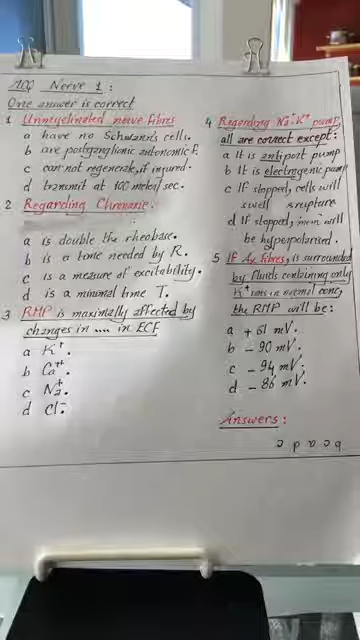 MCQ Nerve 1:
One answer is correct
1 Unmyelinated nerve fibres
a have no Schwann's cells.
b are postganglionic autonomic f.
c can not regenerate, if injured.
d transmit at 100 meter/sec.
2 Regarding Chronaxie.
a is double the rheobase.
b is a time needed by R.
c is a measure of excitability.
d is a minimal time T.
3 RMP is maximally affected by
changes in .... in ECF
a K⁺.
b Ca⁺⁺.
c Na⁺.
d Cl⁻.
4 Regarding Na⁺-K⁺ pump,
all are correct except:
a It is antiport pump
b It is electrogenic pump
c If stopped, cells will
swell & rupture
d If stopped, mem will
be hyperpolarised.
5 If Aγ fibres, is surrounded
by fluids containing only
K⁺ ions in normal conc,
the RMP will be:
a +61 mV.
b -90 mV.
c -94 mV.
d -86 mV.
Answers:
b c a d c